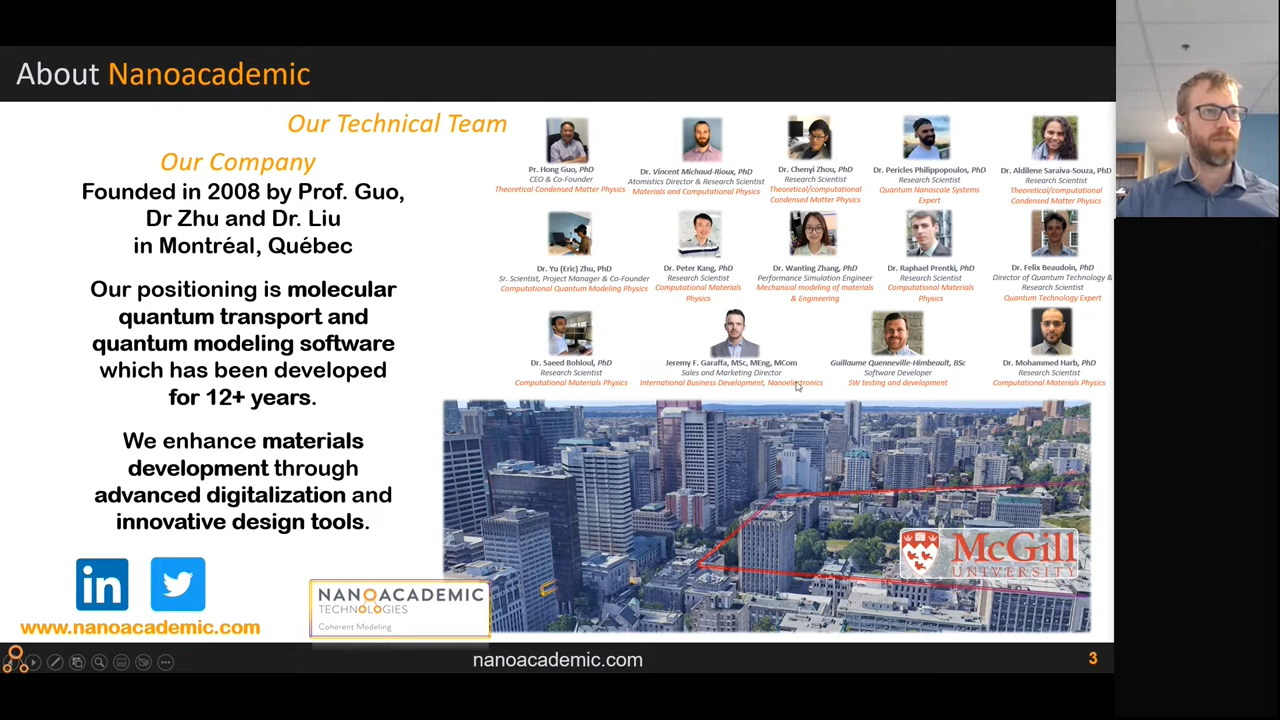 About Nanoacademic
Our Technical Team
Our Company
Founded in 2008 by Prof. Guo,
Dr Zhu and Dr. Liu
in Montréal, Québec
Our positioning is molecular
quantum transport and
quantum modeling software
which has been developed
for 12+ years.
We enhance materials
development through
advanced digitalization and
innovative design tools.
in
www.nanoacademic.com
NANOACADEMIC
TECHNOLOGIES
Coherent Modeling
Pr. Hong Guo, PhD
CEO & Co-Founder
Theoretical Condensed Matter Physics
Dr. Vincent Michaud-Rioux, PhD
Atomistics Director & Research Scientist
Materials and Computational Physics
Dr. Chenyi Zhou, PhD
Research Scientist
Theoretical/computational
Condensed Matter Physics
Dr. Pericles Philippopoulos, PhD
Research Scientist
Quantum Nanoscale Systems
Expert
Dr. Aldilene Saraiva-Souza, PhD
Research Scientist
Theoretical/computational
Condensed Matter Physics
Dr. Yu (Eric) Zhu, PhD
Sr. Scientist, Project Manager & Co-Founder
Computational Quantum Modeling Physics
Dr. Peter Kang, PhD
Research Scientist
Computational Materials
Physics
Dr. Wanting Zhang, PhD
Performance Simulation Engineer
Mechanical modeling of materials
& Engineering
Dr. Raphael Prentki, PhD
Research Scientist
Computational Materials
Physics
Dr. Felix Beaudoin, PhD
Director of Quantum Technology &
Research Scientist
Quantum Technology Expert
Dr. Saeed Bohloul, PhD
Research Scientist
Computational Materials Physics
Jeremy F. Garaffa, MSc, MEng, MCom
Sales and Marketing Director
International Business Development, Nanoelectronics
Guillaume Quenneville-Himbeault, BSc
Software Developer
SW testing and development
Dr. Mohammed Harb, PhD
Research Scientist
Computational Materials Physics
McGill
UNIVERSITY
nanoacademic.com
3